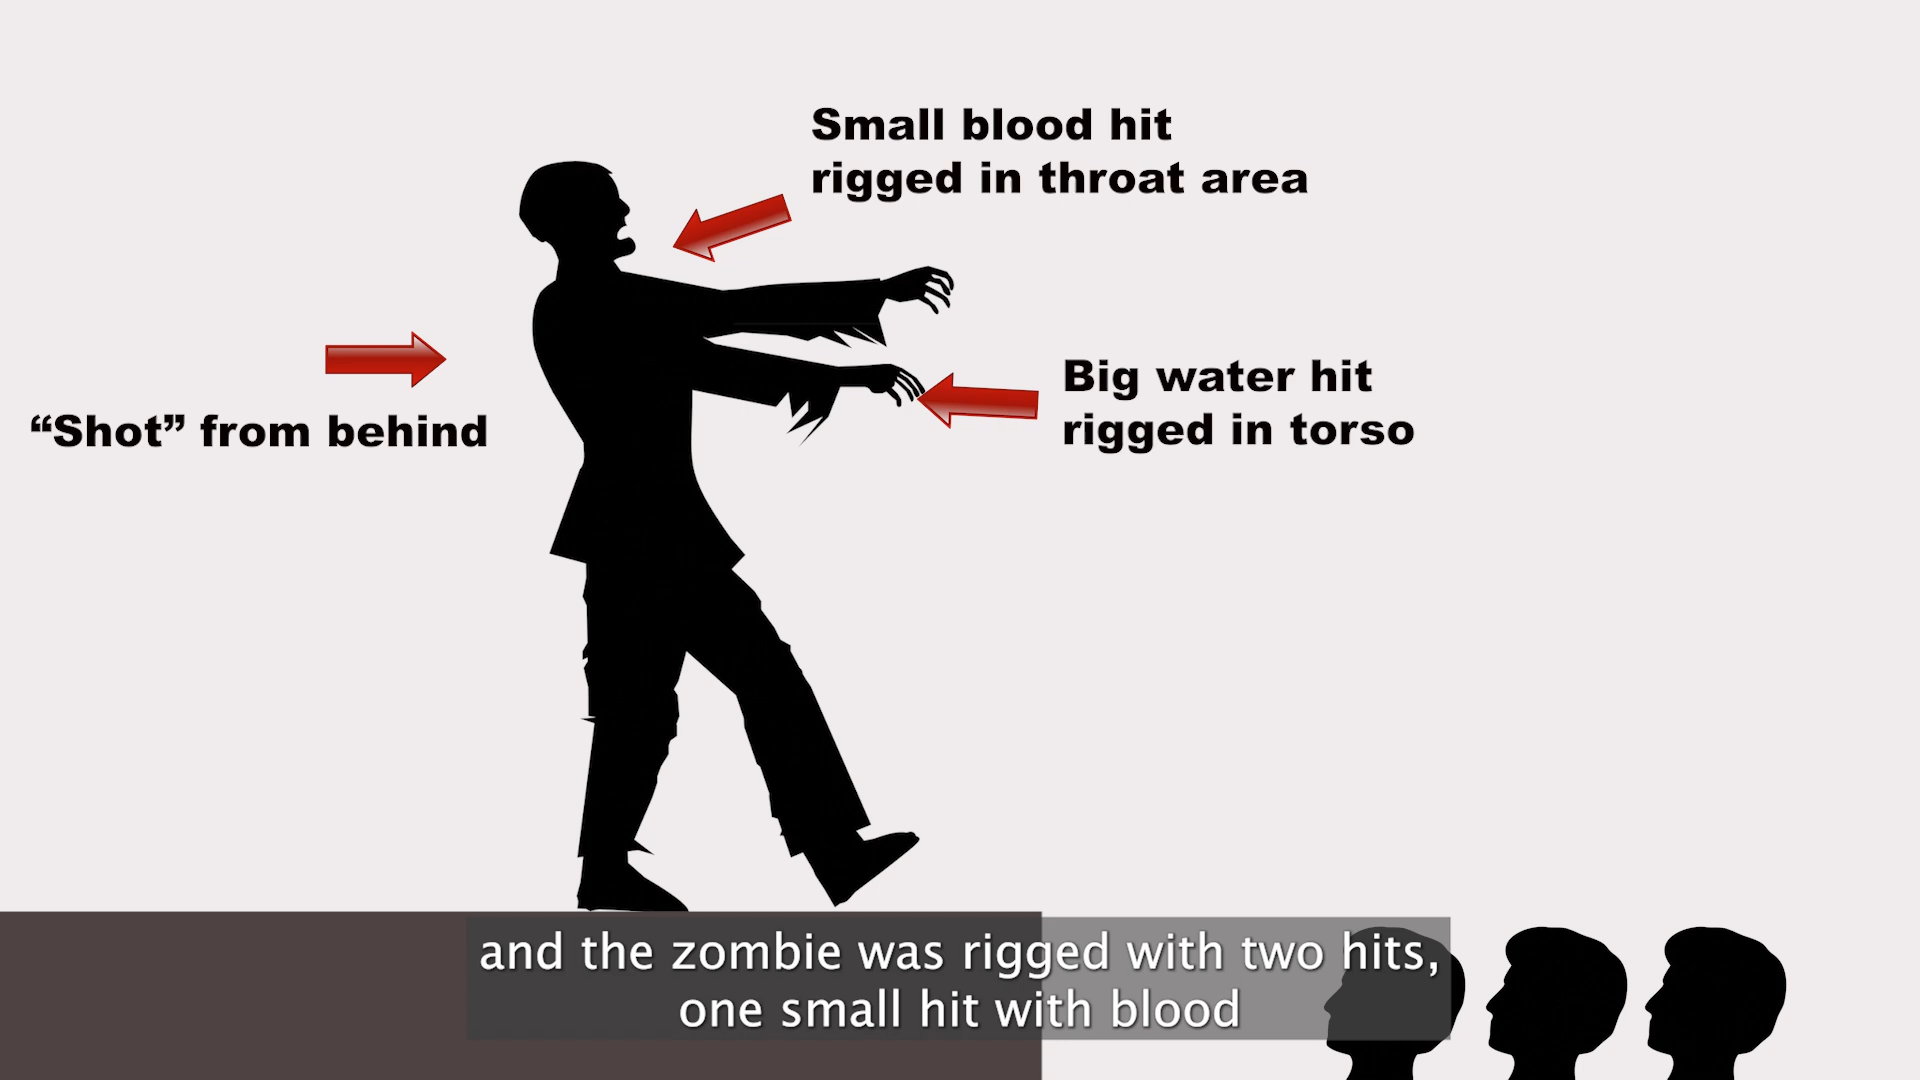 Small blood hit
rigged in throat area
“Shot” from behind
Big water hit
rigged in torso
and the zombie was rigged with two hits,
one small hit with blood